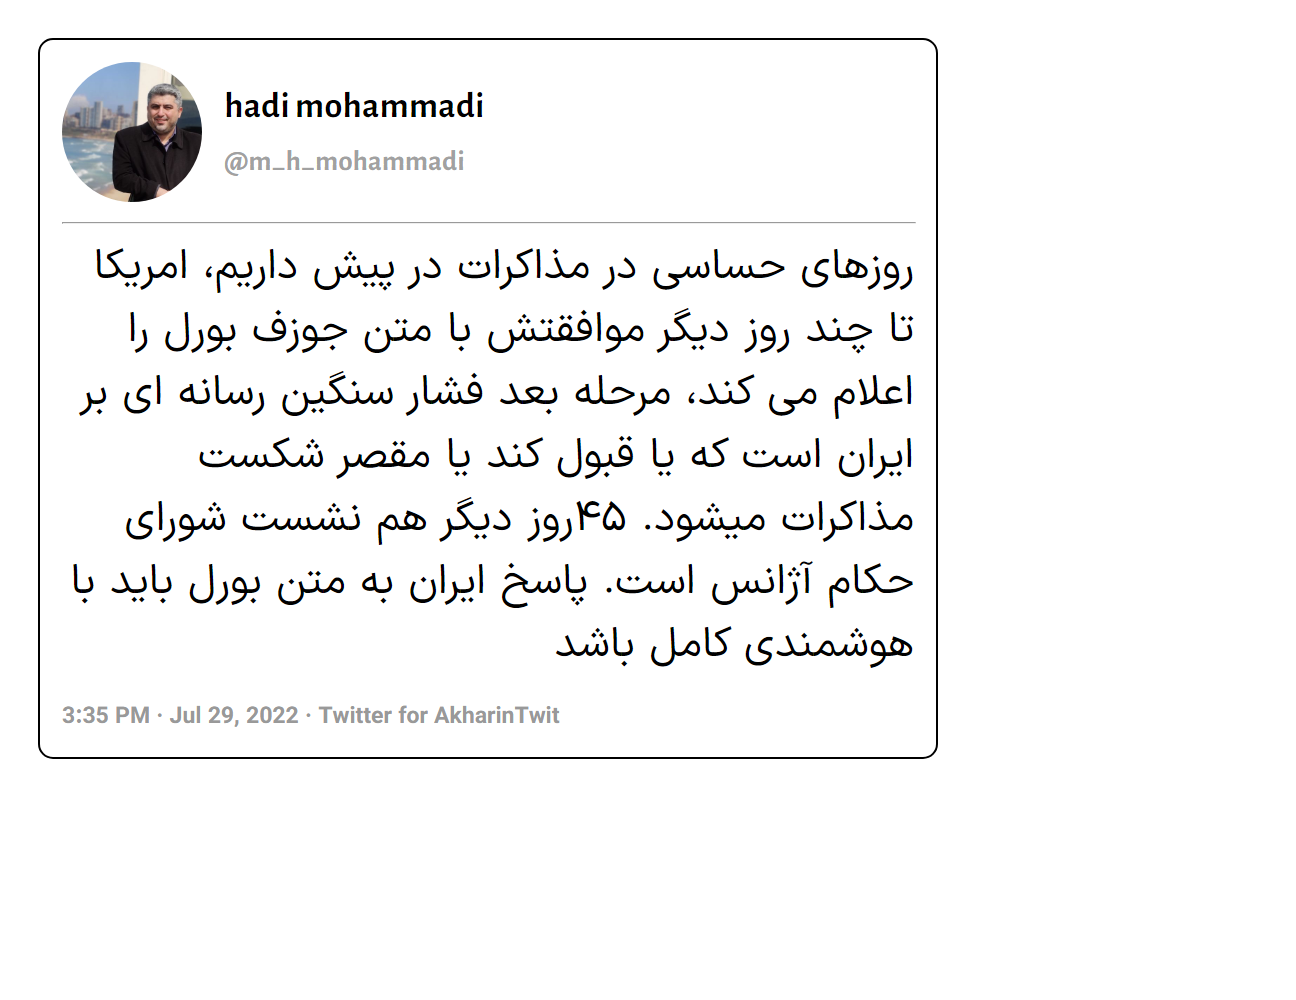 hadi mohammadi
@m_h_mohammadi
روزهای حساسی در مذاکرات در پیش داریم، امریکا
تا چند روز دیگر موافقتش با متن جوزف بورل را
اعلام می کند، مرحله بعد فشار سنگین رسانه ای بر
ایران است که یا قبول کند یا مقصر شکست
مذاکرات میشود. ۴۵روز دیگر هم نشست شورای
حکام آژانس است. پاسخ ایران به متن بورل باید با
هوشمندی کامل باشد
3:35 PM · Jul 29, 2022 · Twitter for AkharinTwit